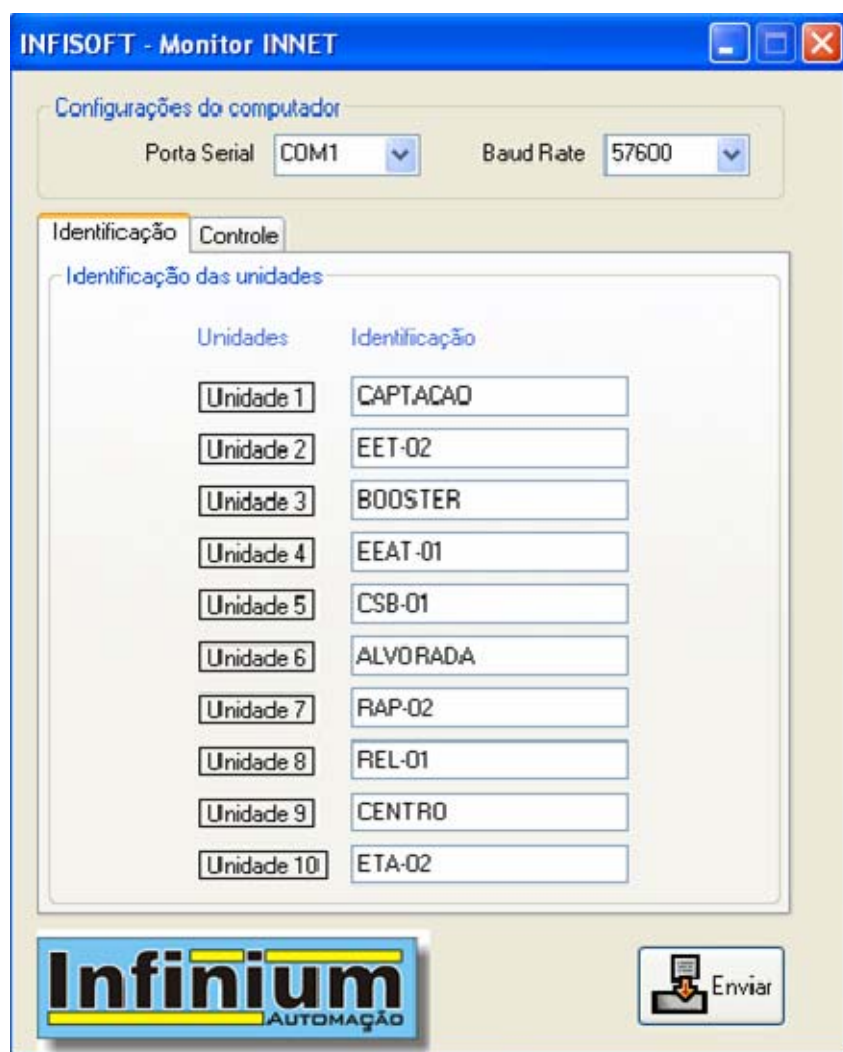 INFISOFT - Monitor INNET
Configurações do computador
Porta Serial COM1 Baud Rate 57600
Identificação Controle
Identificação das unidades
Unidades Identificação
Unidade 1 CAPTACAO
Unidade 2 EET-02
Unidade 3 BOOSTER
Unidade 4 EEAT-01
Unidade 5 CSB-01
Unidade 6 ALVORADA
Unidade 7 RAP-02
Unidade 8 REL-01
Unidade 9 CENTRO
Unidade 10 ETA-02
Infinium
AUTOMAÇÃO
Enviar